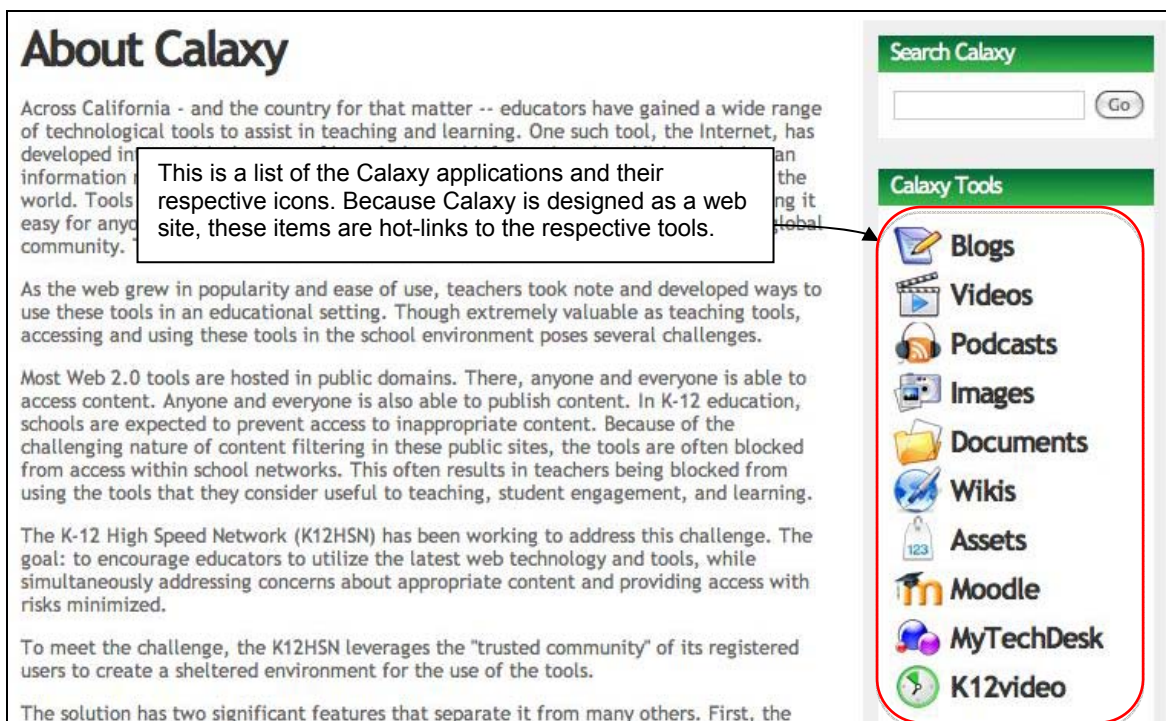 About Calaxy
Across California - and the country for that matter -- educators have gained a wide range
of technological tools to assist in teaching and learning. One such tool, the Internet, has
developed
information
world. Tools
easy for
community.
an
the
ng it
global
This is a list of the Calaxy applications and their
respective icons. Because Calaxy is designed as a web
site, these items are hot-links to the respective tools.
As the web grew in popularity and ease of use, teachers took note and developed ways to
use these tools in an educational setting. Though extremely valuable as teaching tools,
accessing and using these tools in the school environment poses several challenges.
Most Web 2.0 tools are hosted in public domains. There, anyone and everyone is able to
access content. Anyone and everyone is also able to publish content. In K-12 education,
schools are expected to prevent access to inappropriate content. Because of the
challenging nature of content filtering in these public sites, the tools are often blocked
from access within school networks. This often results in teachers being blocked from
using the tools that they consider useful to teaching, student engagement, and learning.
The K-12 High Speed Network (K12HSN) has been working to address this challenge. The
goal: to encourage educators to utilize the latest web technology and tools, while
simultaneously addressing concerns about appropriate content and providing access with
risks minimized.
To meet the challenge, the K12HSN leverages the "trusted community" of its registered
users to create a sheltered environment for the use of the tools.
The solution has two significant features that separate it from many others. First, the
Search Calaxy
Go
Calaxy Tools
Blogs
Videos
Podcasts
Images
Documents
Wikis
123
Assets
Moodle
MyTechDesk
K12video